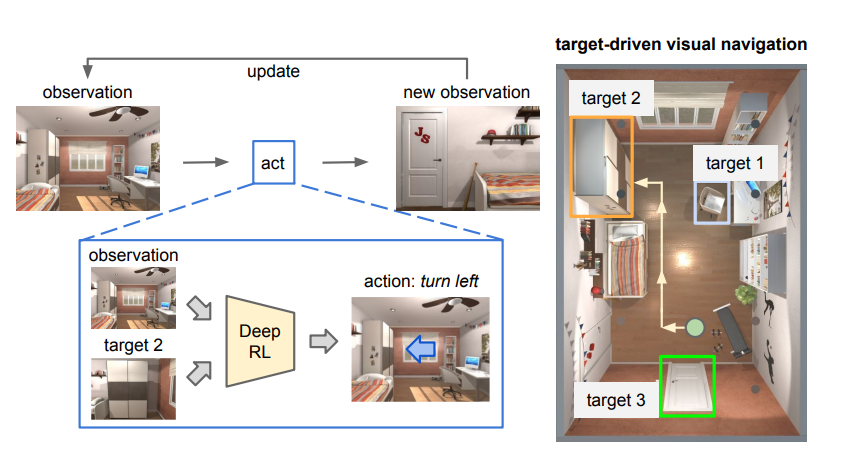 target-driven visual navigation
update
observation
new observation
act
JS
observation
target 2
Deep
RL
action: turn left
target 2
target 1
target 3